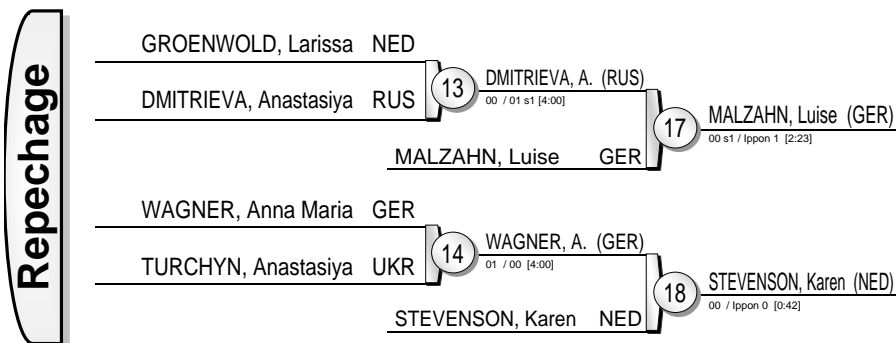 Repechage
GROENWOLD, Larissa NED
DMITRIEVA, Anastasiya RUS
13
DMITRIEVA, A. (RUS)
00 / 01 s1 [4:00]
MALZAHN, Luise GER
17
MALZAHN, Luise (GER)
00 s1 / Ippon 1 [2:23]
WAGNER, Anna Maria GER
TURCHYN, Anastasiya UKR
14
WAGNER, A. (GER)
01 / 00 [4:00]
STEVENSON, Karen NED
18
STEVENSON, Karen (NED)
00 / Ippon 0 [0:42]